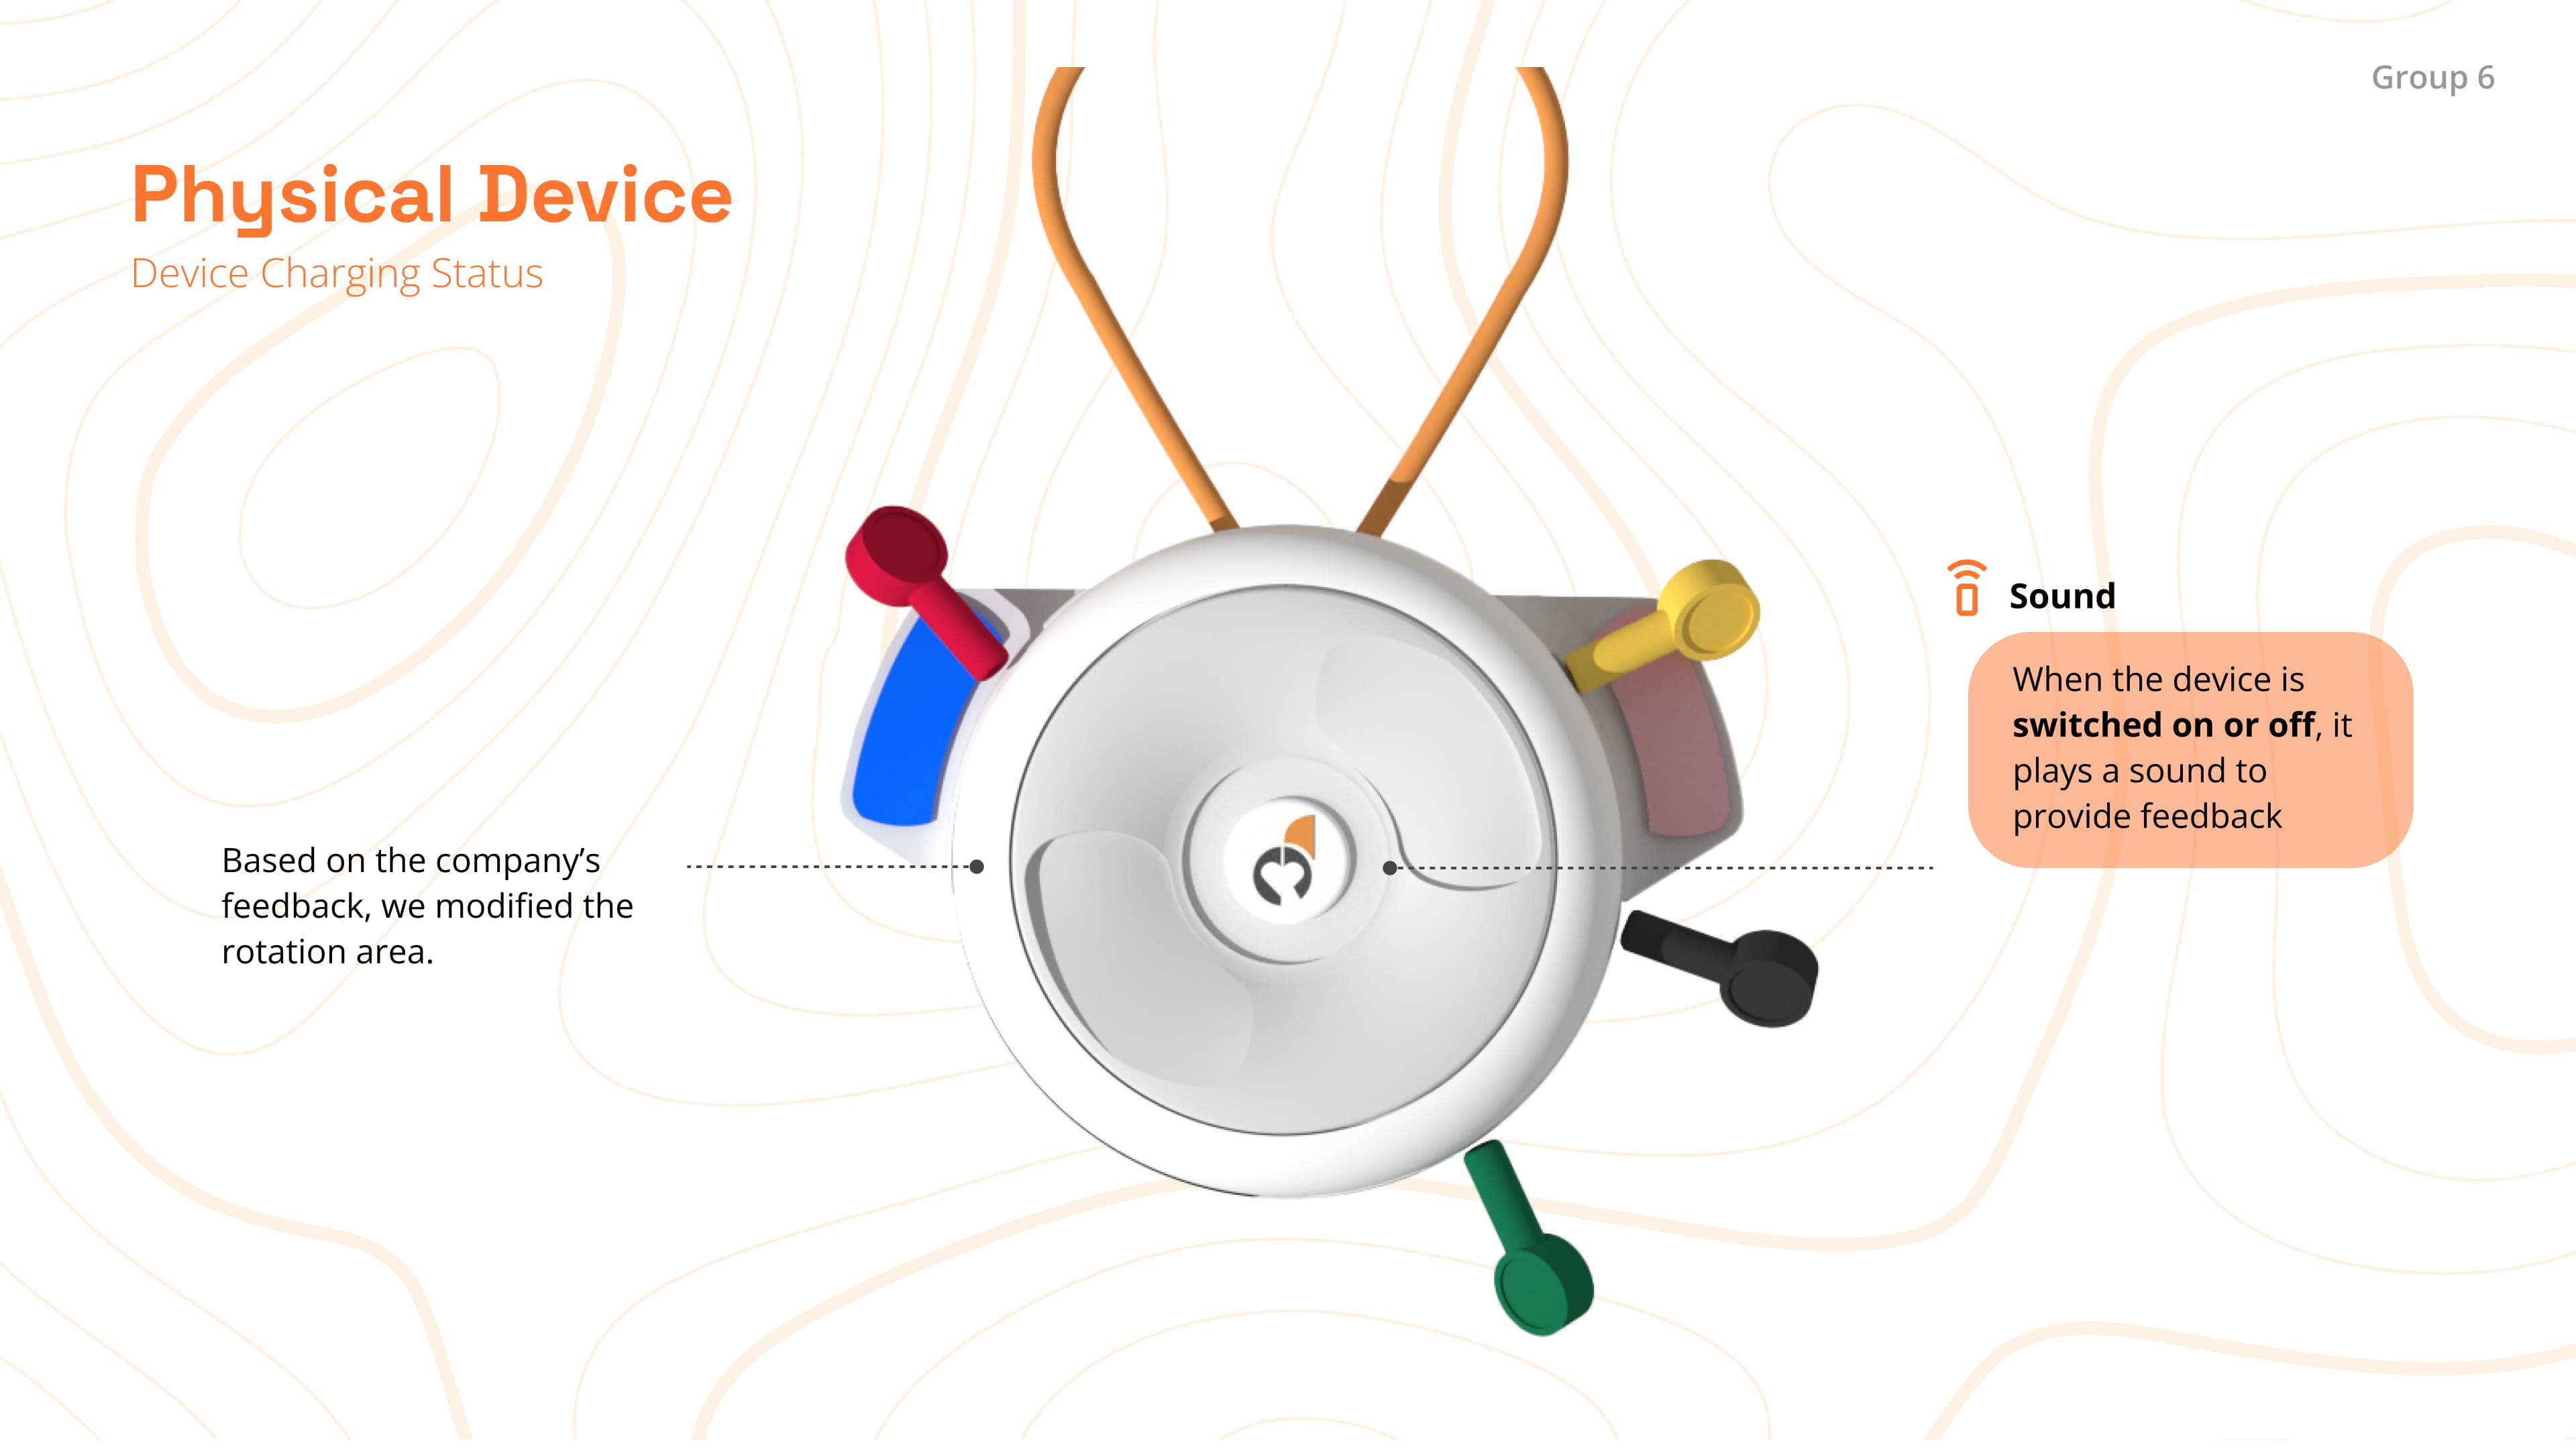 Group 6
Physical Device
Device Charging Status
Sound
When the device is
switched on or off, it
plays a sound to
provide feedback
Based on the company’s
feedback, we modified the
rotation area.